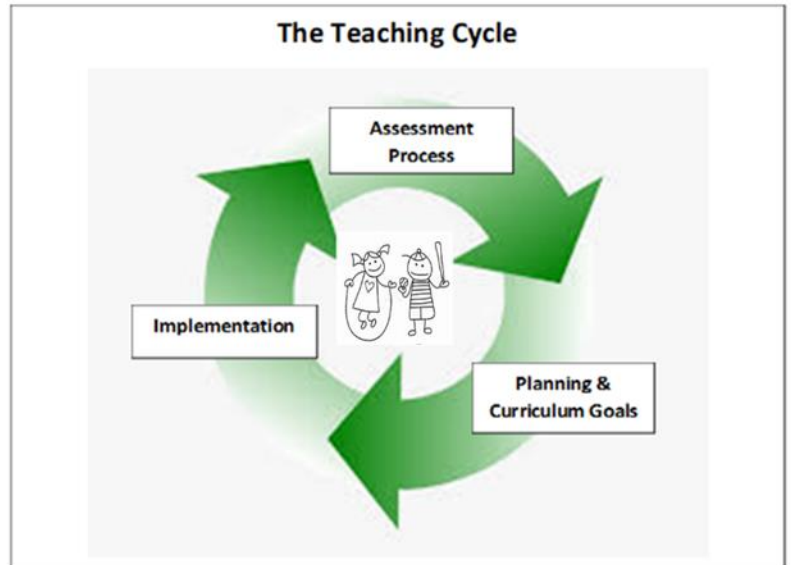 The Teaching Cycle
Assessment
Process
Implementation
Planning &
Curriculum Goals